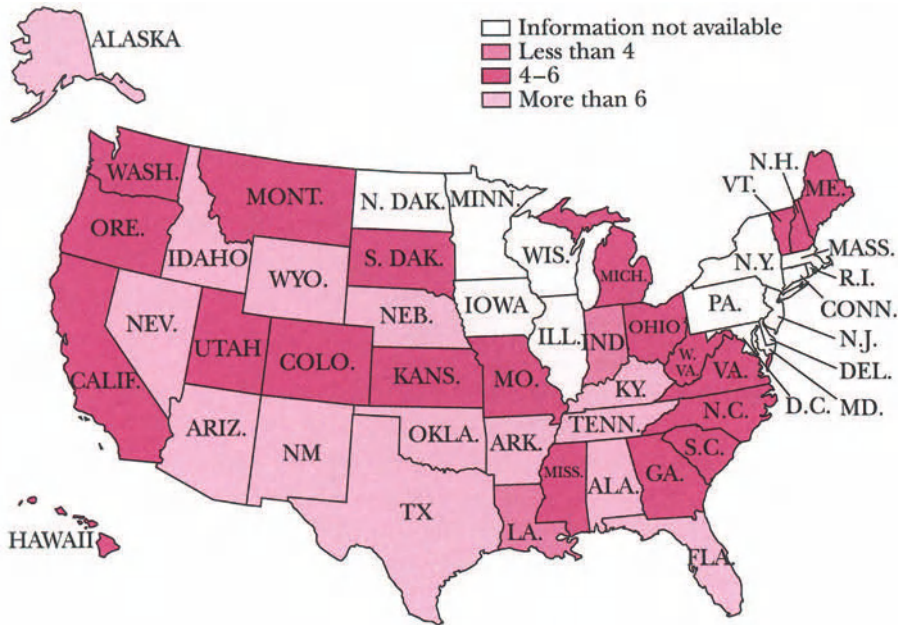 ALASKA
Information not available
Less than 4
4–6
More than 6
WASH.
ORE.
CALIF.
IDAHO
NEV.
MONT.
WYO.
UTAH
ARIZ.
COLO.
NM
N. DAK.
S. DAK.
NEB.
KANS.
OKLA.
TX
MINN.
IOWA
MO.
ARK.
LA.
WIS.
ILL.
MICH.
IND
OHIO
KY.
TENN.
MISS.
ALA.
GA.
FLA.
S.C.
N.C.
VA.
W.
VA.
PA.
N.Y.
VT.
N.H.
ME.
MASS.
R.I.
CONN.
N.J.
DEL.
MD.
D.C.
HAWAII